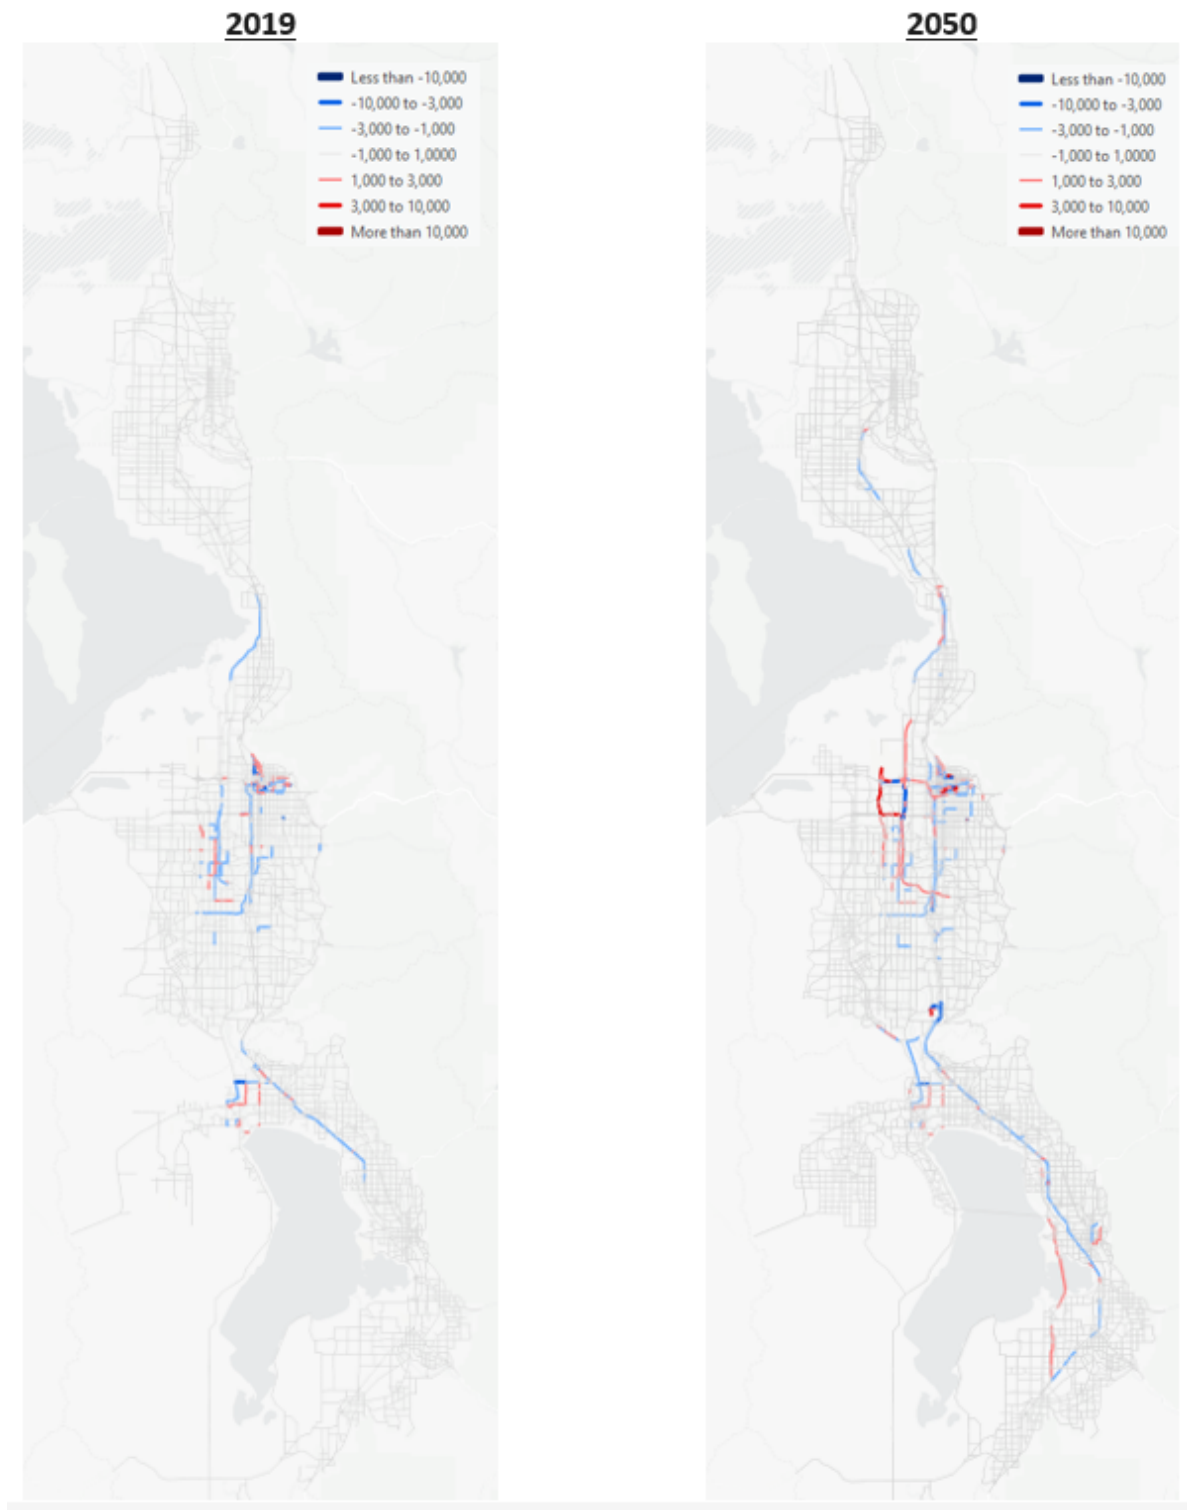 2019
2050
Less than -10,000
-10,000 to -3,000
-3,000 to -1,000
-1,000 to 1,0000
1,000 to 3,000
3,000 to 10,000
More than 10,000
Less than -10,000
-10,000 to -3,000
-3,000 to -1,000
-1,000 to 1,0000
1,000 to 3,000
3,000 to 10,000
More than 10,000